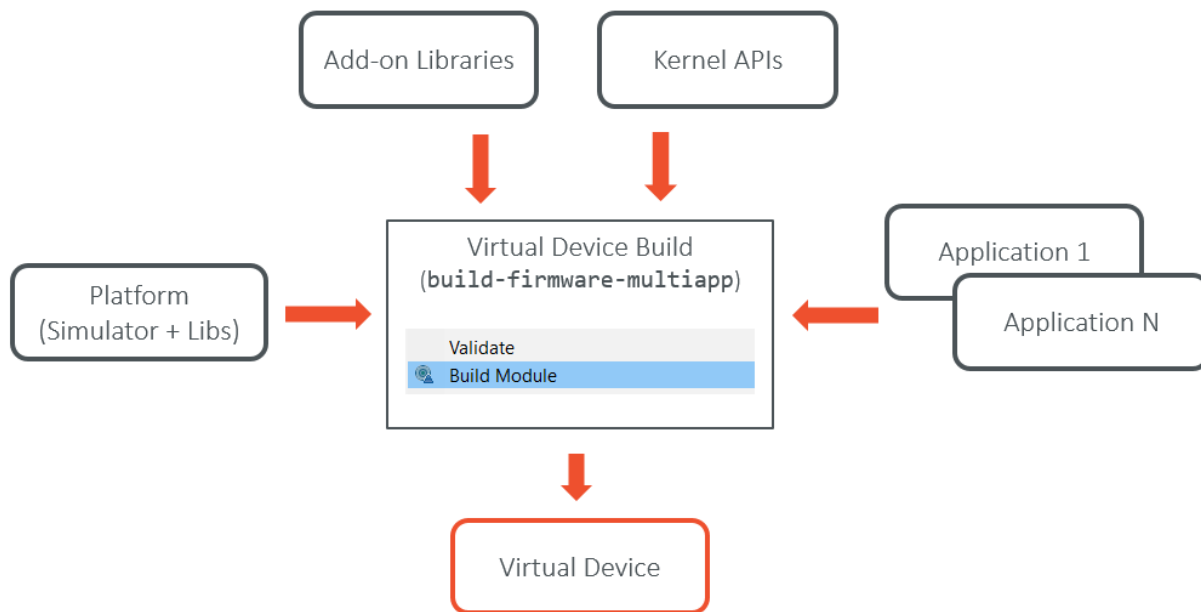 Add-on Libraries
Kernel APIs
Virtual Device Build
(build-firmware-multiapp)
Validate
Build Module
Platform
(Simulator + Libs)
Application 1
Application N
Virtual Device